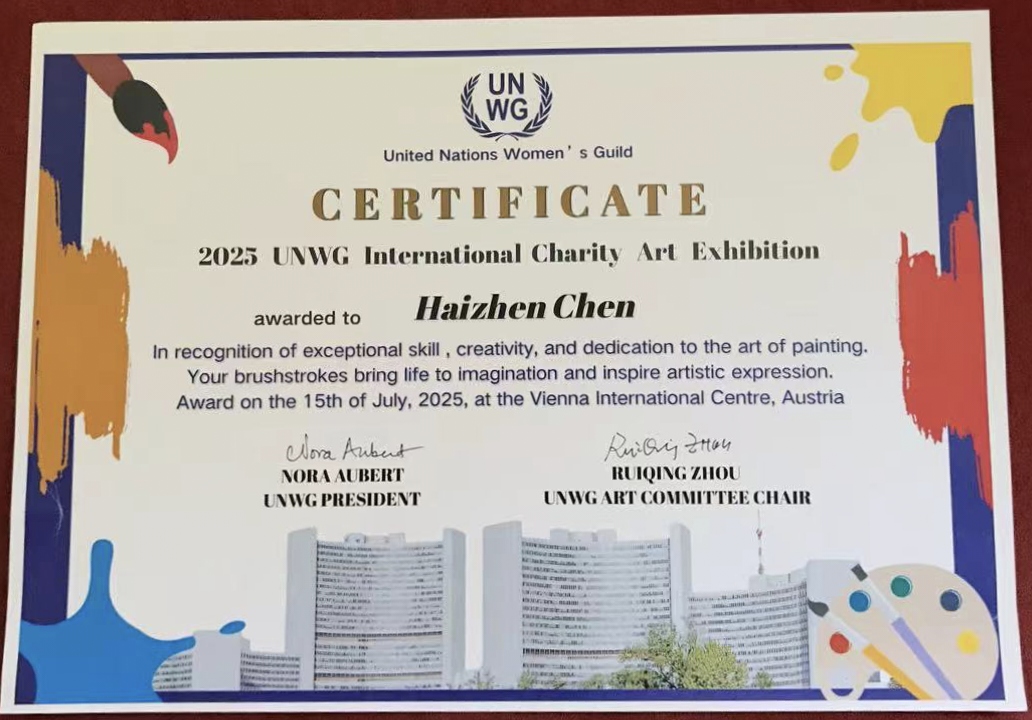 UN
WG
United Nations Women's Guild
CERTIFICATE
2025 UNWG International Charity Art Exhibition
awarded to Haizhen Chen
In recognition of exceptional skill , creativity, and dedication to the art of painting.
Your brushstrokes bring life to imagination and inspire artistic expression.
Award on the 15th of July, 2025, at the Vienna International Centre, Austria
Nora Aubert RuiQing Zhou
NORA AUBERT RUIQING ZHOU
UNWG PRESIDENT UNWG ART COMMITTEE CHAIR